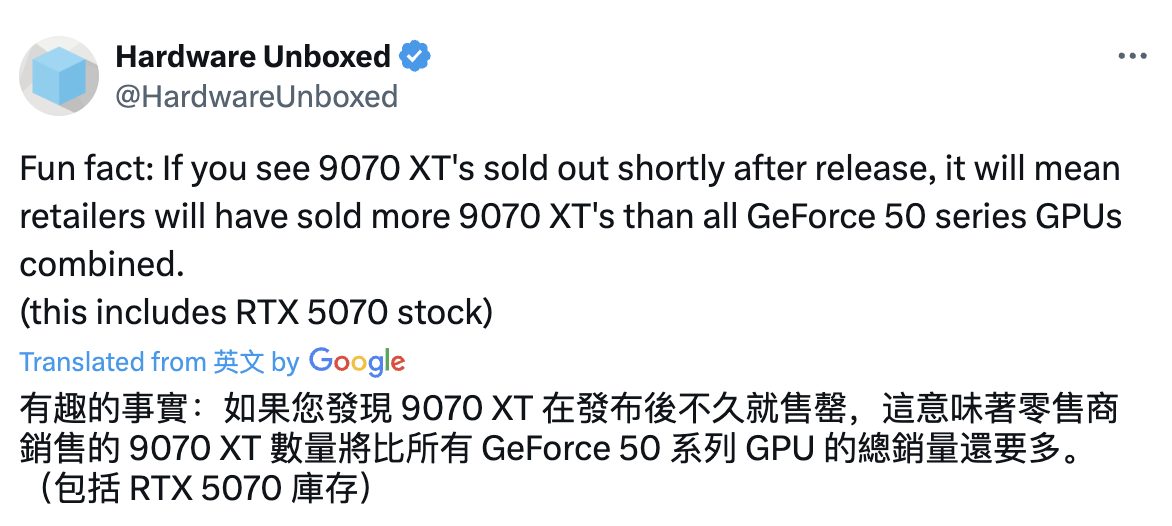 Hardware Unboxed
@HardwareUnboxed
Fun fact: If you see 9070 XT's sold out shortly after release, it will mean
retailers will have sold more 9070 XT's than all GeForce 50 series GPUs
combined.
(this includes RTX 5070 stock)
Translated from 英文 by Google
有趣的事實：如果您發現 9070 XT 在發布後不久就售罄，這意味著零售商
銷售的 9070 XT 數量將比所有 GeForce 50 系列 GPU 的總銷量還要多。
（包括 RTX 5070 庫存）